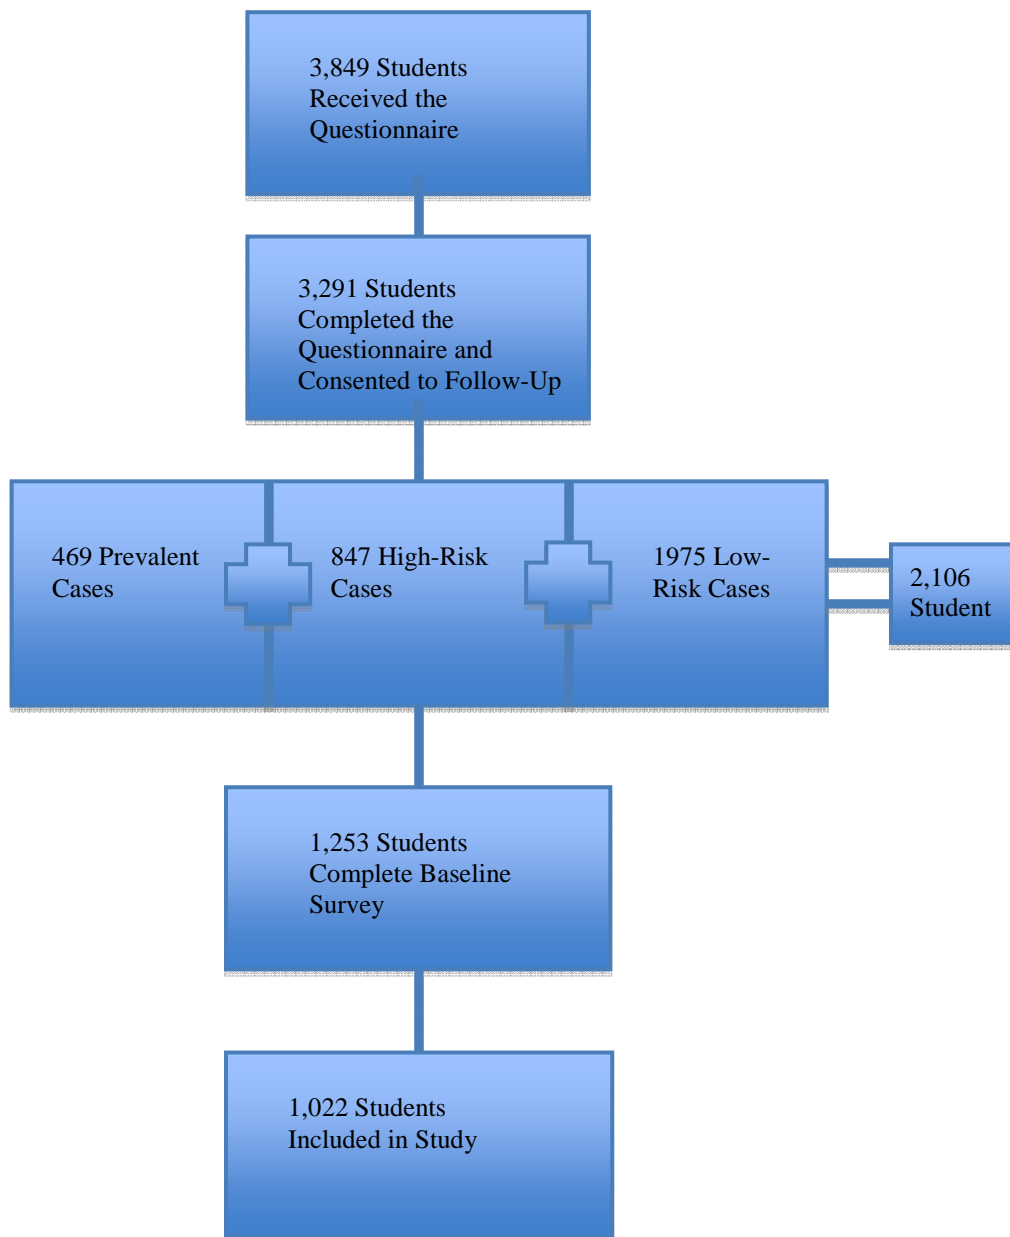 3,849 Students
Received the
Questionnaire
3,291 Students
Completed the
Questionnaire and
Consented to Follow-Up
469 Prevalent
Cases
847 High-Risk
Cases
1975 Low-
Risk Cases
2,106
Student
1,253 Students
Complete Baseline
Survey
1,022 Students
Included in Study